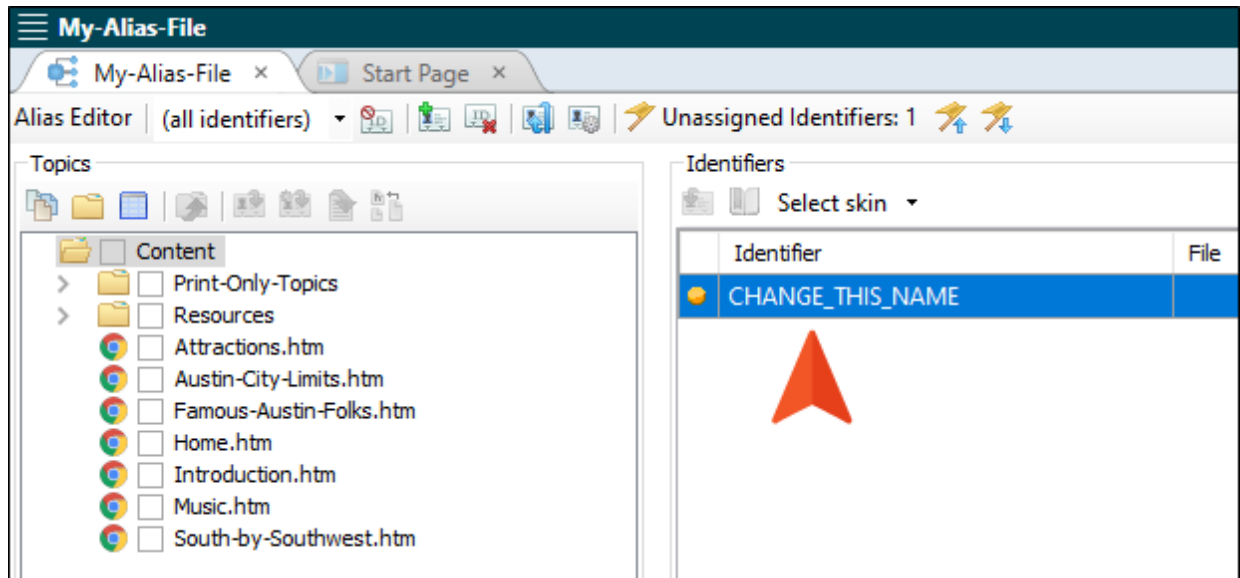 My-Alias-File
My-Alias-File × Start Page ×
Alias Editor (all identifiers) Unassigned Identifiers: 1
Topics
Content
Print-Only-Topics
Resources
Attractions.htm
Austin-City-Limits.htm
Famous-Austin-Folks.htm
Home.htm
Introduction.htm
Music.htm
South-by-Southwest.htm
Identifiers
Select skin
Identifier File
CHANGE_THIS_NAME